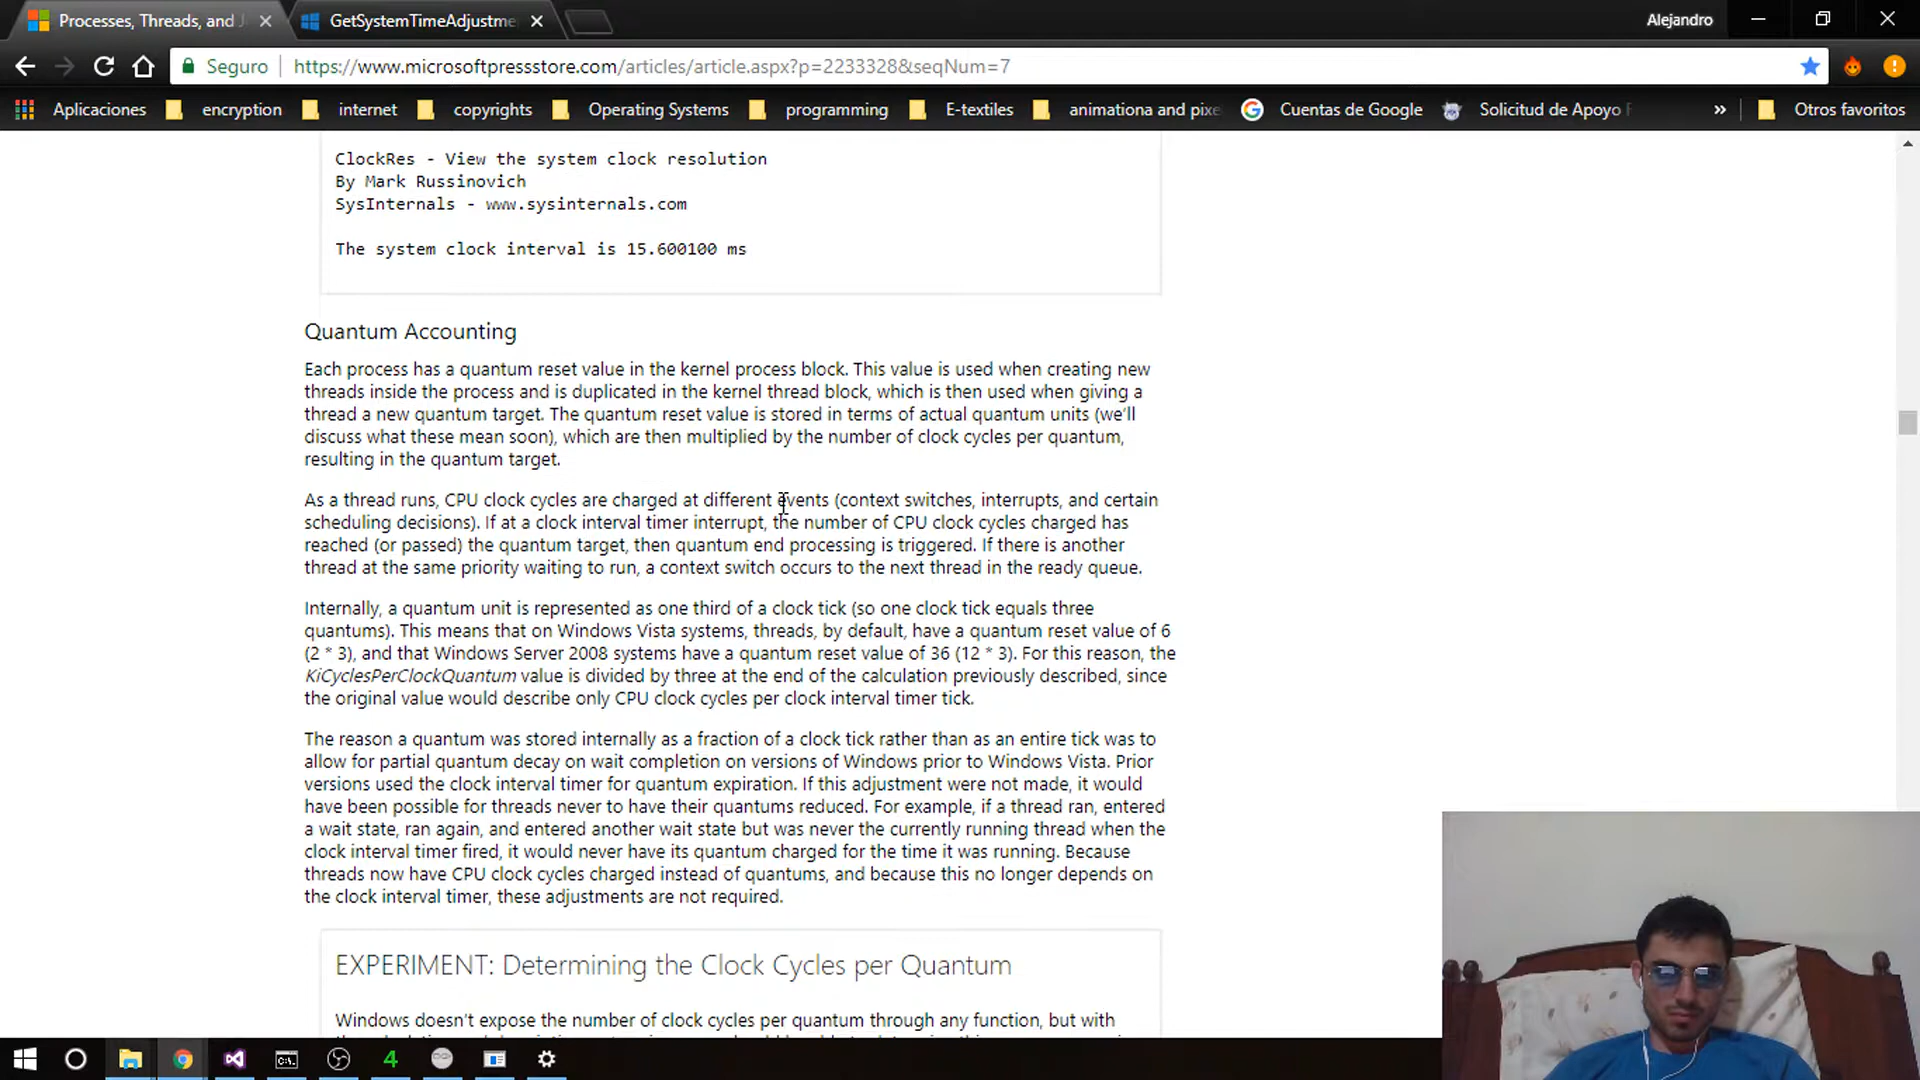 Processes, Threads, and J
GetSystemTimeAdjustme
Alejandro
Seguro
https://www.microsoftpressstore.com/articles/article.aspx?p=2233328&seqNum=7
Aplicaciones
encryption
internet
copyrights
Operating Systems
programming
E-textiles
animationa and pixe
Cuentas de Google
Solicitud de Apoyo
»
Otros favoritos
ClockRes - View the system clock resolution
By Mark Russinovich
SysInternals - www.sysinternals.com
The system clock interval is 15.600100 ms
Quantum Accounting
Each process has a quantum reset value in the kernel process block. This value is used when creating new
threads inside the process and is duplicated in the kernel thread block, which is then used when giving a
thread a new quantum target. The quantum reset value is stored in terms of actual quantum units (we'll
discuss what these mean soon), which are then multiplied by the number of clock cycles per quantum,
resulting in the quantum target.
As a thread runs, CPU clock cycles are charged at different events (context switches, interrupts, and certain
scheduling decisions). If at a clock interval timer interrupt, the number of CPU clock cycles charged has
reached (or passed) the quantum target, then quantum end processing is triggered. If there is another
thread at the same priority waiting to run, a context switch occurs to the next thread in the ready queue.
Internally, a quantum unit is represented as one third of a clock tick (so one clock tick equals three
quantums). This means that on Windows Vista systems, threads, by default, have a quantum reset value of 6
(2 * 3), and that Windows Server 2008 systems have a quantum reset value of 36 (12 * 3). For this reason, the
KiCyclesPerClockQuantum value is divided by three at the end of the calculation previously described, since
the original value would describe only CPU clock cycles per clock interval timer tick.
The reason a quantum was stored internally as a fraction of a clock tick rather than as an entire tick was to
allow for partial quantum decay on wait completion on versions of Windows prior to Windows Vista. Prior
versions used the clock interval timer for quantum expiration. If this adjustment were not made, it would
have been possible for threads never to have their quantums reduced. For example, if a thread ran, entered
a wait state, ran again, and entered another wait state but was never the currently running thread when the
clock interval timer fired, it would never have its quantum charged for the time it was running. Because
threads now have CPU clock cycles charged instead of quantums, and because this no longer depends on
the clock interval timer, these adjustments are not required.
EXPERIMENT: Determining the Clock Cycles per Quantum
Windows doesn't expose the number of clock cycles per quantum through any function, but with
4